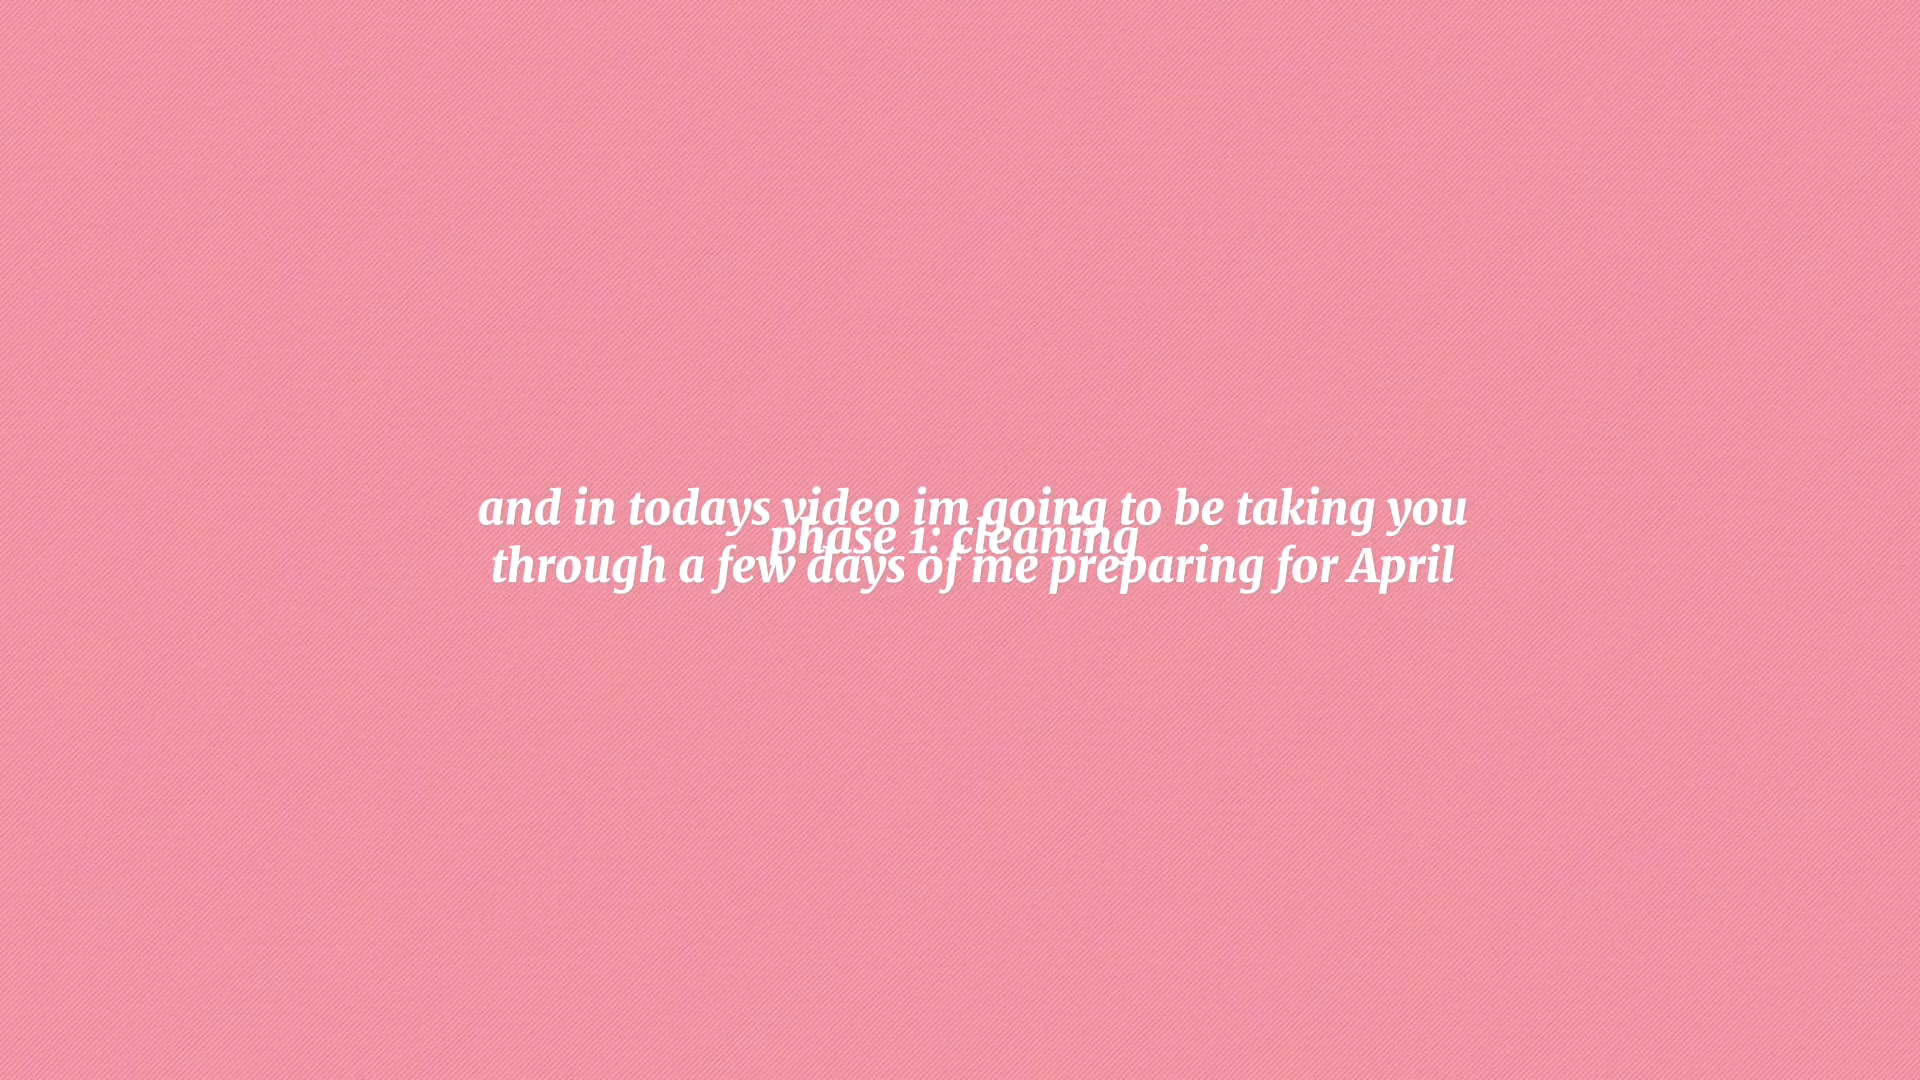 and in todays video im going to be taking you
phase 1: cleaning
through a few days of me preparing for April